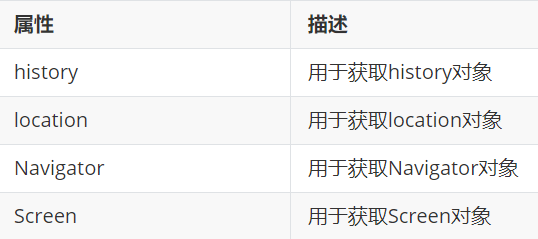 属性 描述
history 用于获取history对象
location 用于获取location对象
Navigator 用于获取Navigator对象
Screen 用于获取Screen对象